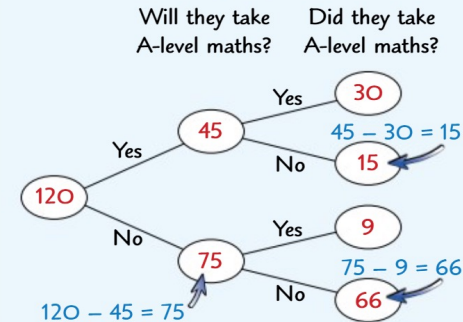 Will they take
A-level maths?
Did they take
A-level maths?
Yes
30
45
45 – 30 = 15
Yes
No
15
120
No
Yes
9
75
75 – 9 = 66
No
66
120 – 45 = 75